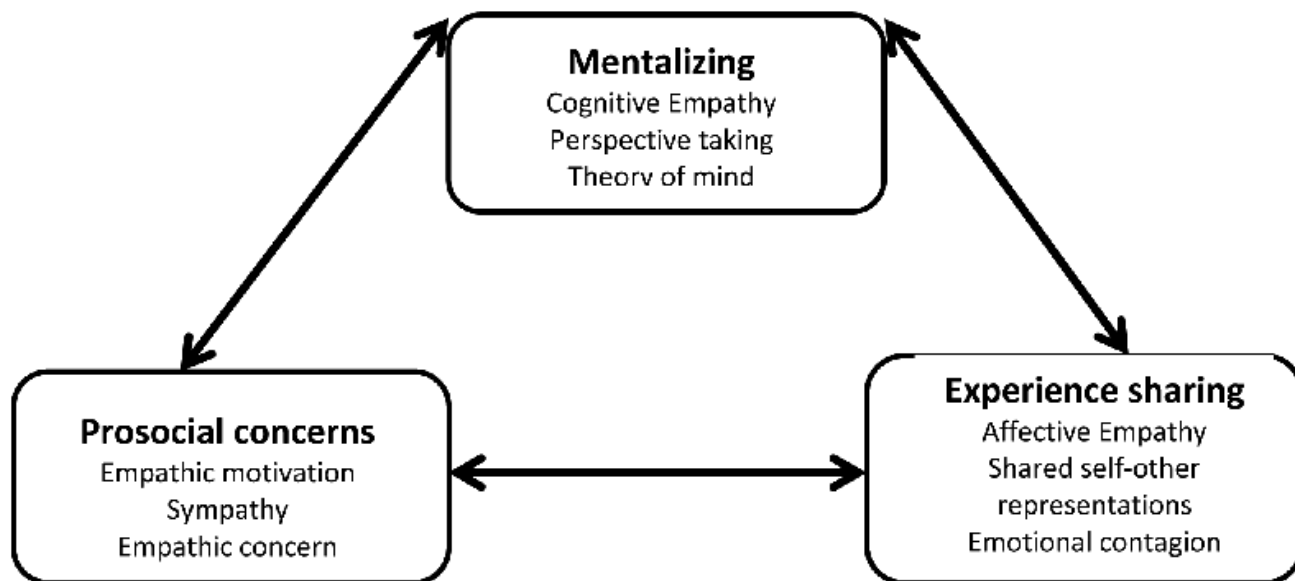 Mentalizing
Cognitive Empathy
Perspective taking
Theory of mind
Prosocial concerns
Empathic motivation
Sympathy
Empathic concern
Experience sharing
Affective Empathy
Shared self-other
representations
Emotional contagion